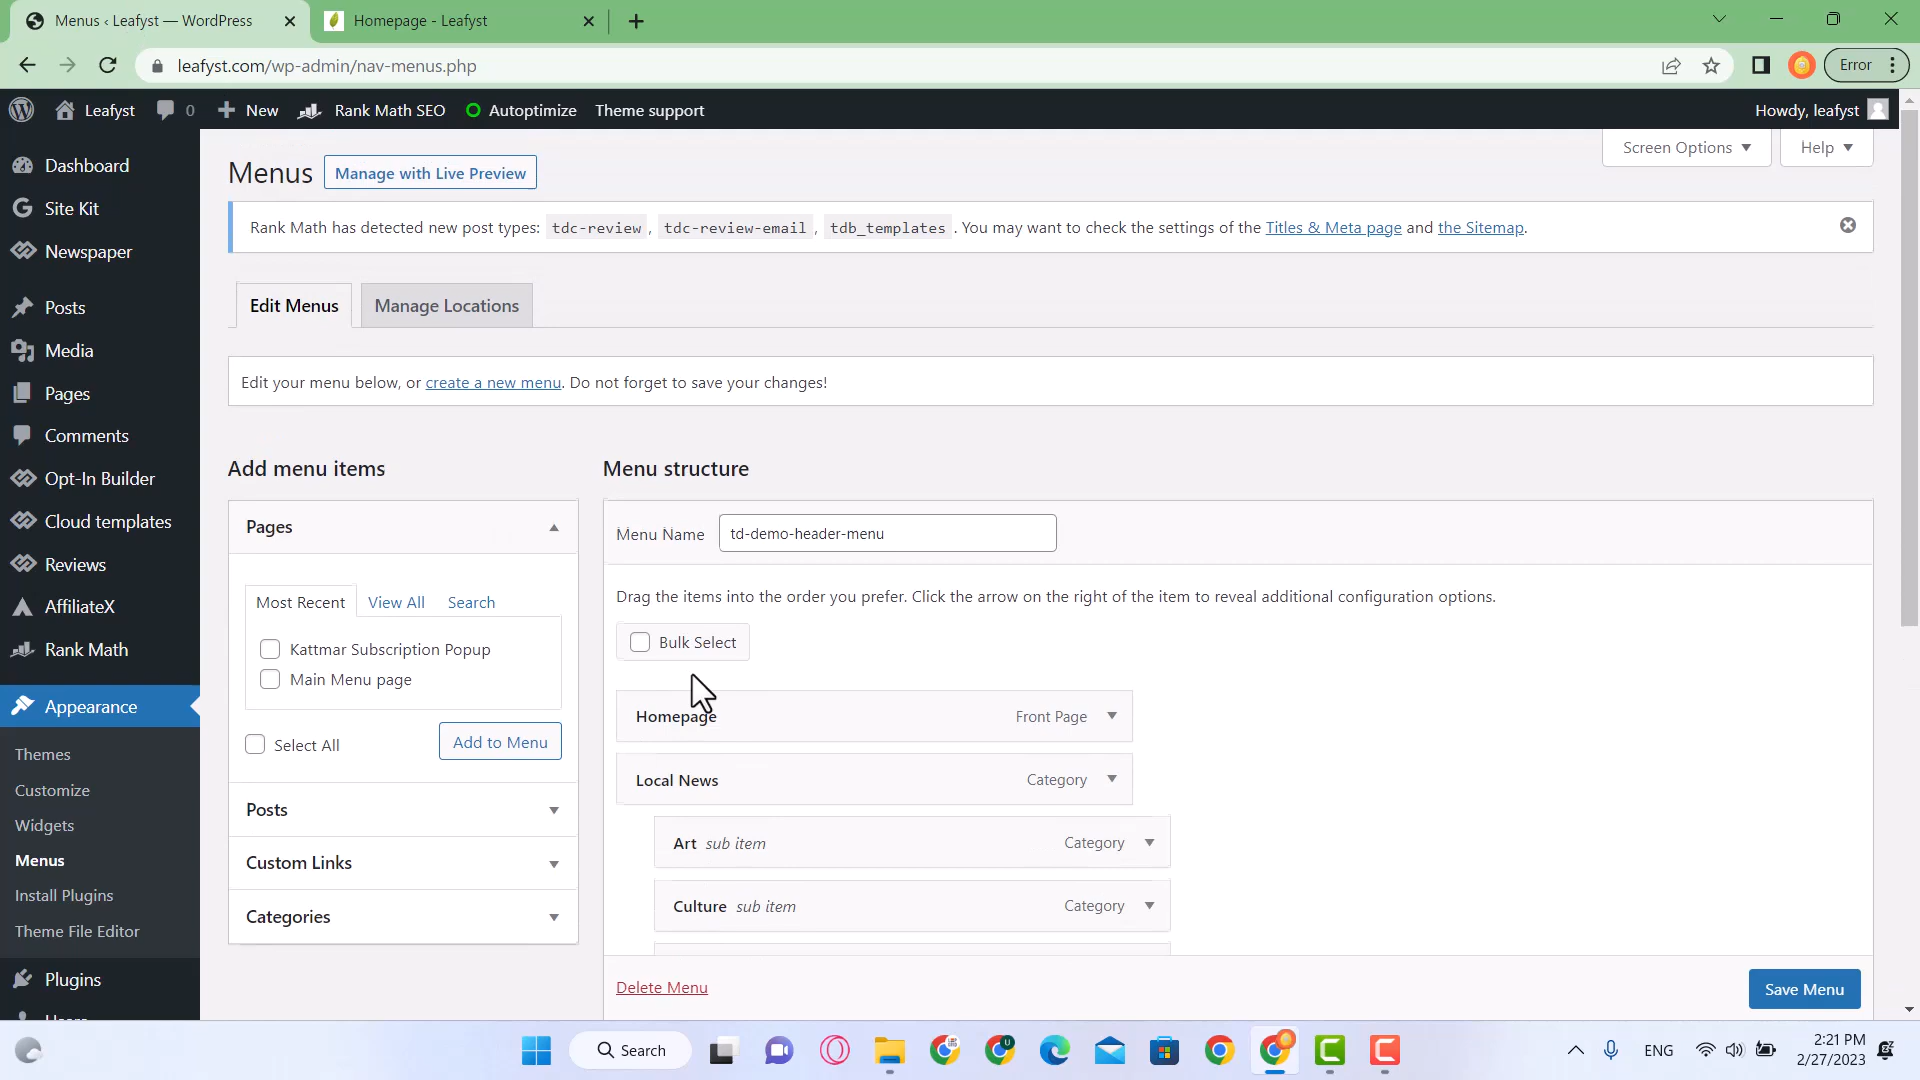 Menus ‹ Leafyst — WordPress
Homepage - Leafyst
leafyst.com/wp-admin/nav-menus.php
Error
Leafyst
0
New
Rank Math SEO
Autoptimize
Theme support
Howdy, leafyst
Dashboard
Site Kit
Newspaper
Posts
Media
Pages
Comments
Opt-In Builder
Cloud templates
Reviews
AffiliateX
Rank Math
Appearance
Themes
Customize
Widgets
Menus
Install Plugins
Theme File Editor
Plugins
Screen Options
Help
Menus
Manage with Live Preview
Rank Math has detected new post types: tdc-review , tdc-review-email , tdb_templates . You may want to check the settings of the Titles & Meta page and the Sitemap.
Edit Menus
Manage Locations
Edit your menu below, or create a new menu. Do not forget to save your changes!
Add menu items
Pages
Most Recent
View All
Search
Kattmar Subscription Popup
Main Menu page
Select All
Add to Menu
Posts
Custom Links
Categories
Menu structure
Menu Name
td-demo-header-menu
Drag the items into the order you prefer. Click the arrow on the right of the item to reveal additional configuration options.
Bulk Select
Homepage
Front Page
Local News
Category
Art sub item
Category
Culture sub item
Category
Delete Menu
Save Menu
Search
ENG
2:21 PM
2/27/2023